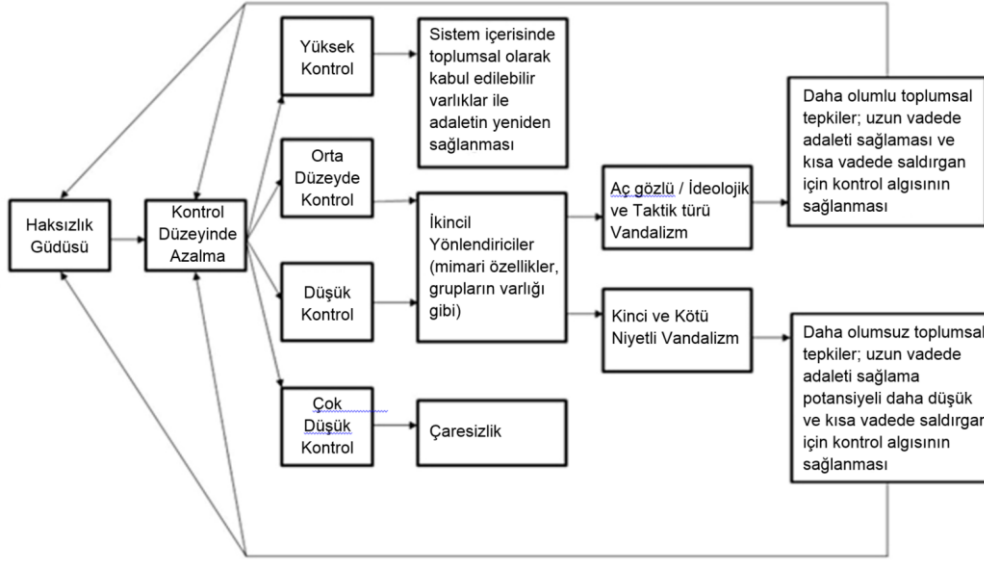 Haksızlık
Güdüsü
Kontrol
Düzeyinde
Azalma
Yüksek
Kontrol
Sistem içerisinde
toplumsal olarak
kabul edilebilir
varlıklar ile
adaletin yeniden
sağlanması
Orta
Düzeyde
Kontrol
Düşük
Kontrol
İkincil
Yönlendiriciler
(mimari özellikler,
grupların varlığı
gibi)
Çok
Düşük
Kontrol
Çaresizlik
Aç gözlü / İdeolojik
ve Taktik türü
Vandalizm
Daha olumlu toplumsal
tepkiler; uzun vadede
adaleti sağlaması ve
kısa vadede saldırgan
için kontrol algısının
sağlanması
Kinci ve Kötü
Niyetli Vandalizm
Daha olumsuz toplumsal
tepkiler; uzun vadede
adaleti sağlama
potansiyeli daha düşük
ve kısa vadede saldırgan
için kontrol algısının
sağlanması